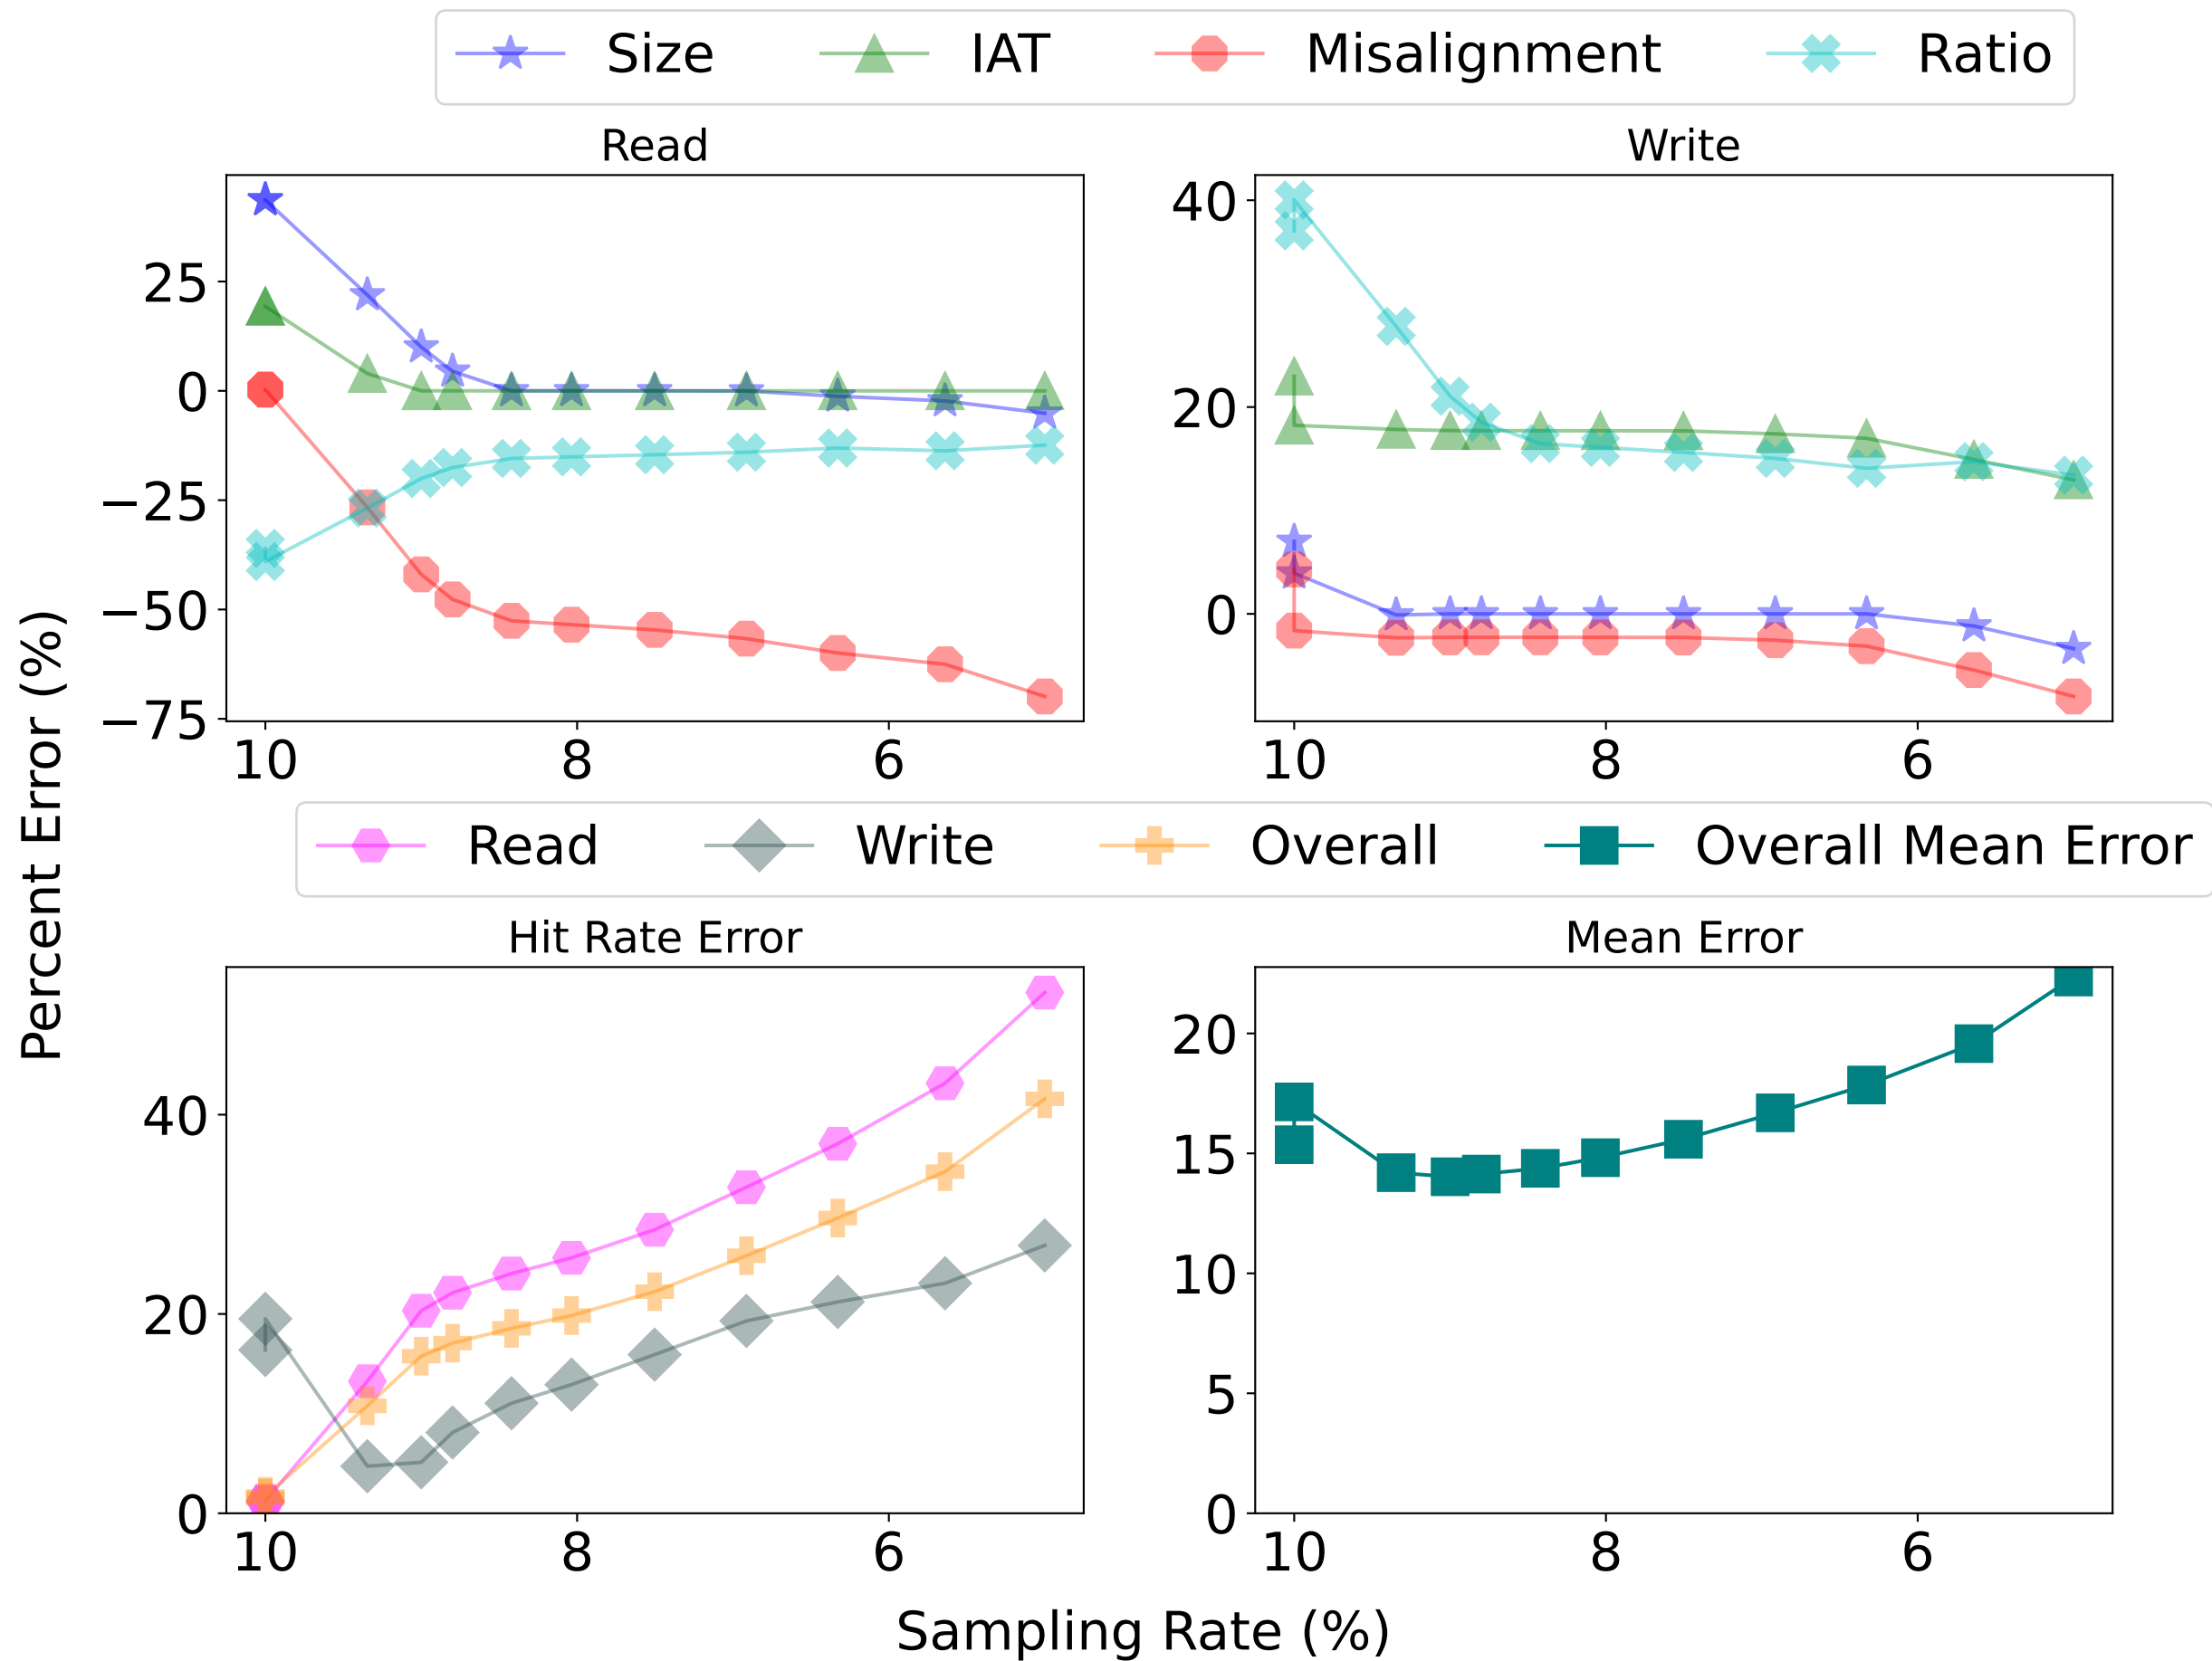 Size IAT Misalignment Ratio
Read Write
25
0
−25
−50
−75
10 8 6
40
20
0
10 8 6
Percent Error (%)
Read Write Overall Overall Mean Error
Hit Rate Error Mean Error
40
20
0
10 8 6
20
15
10
5
0
10 8 6
Sampling Rate (%)